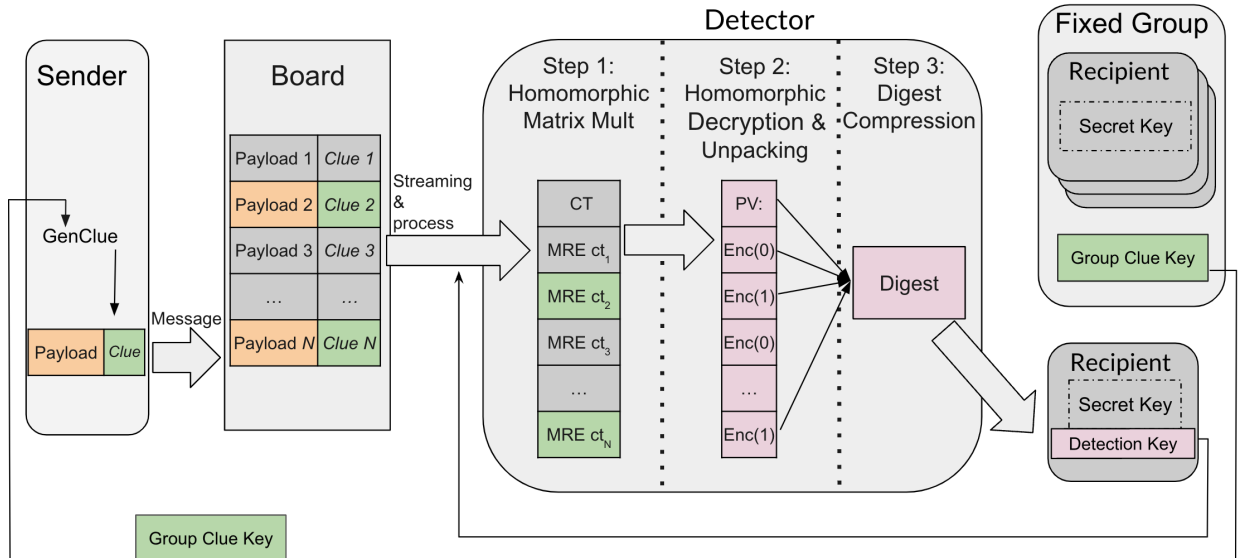 Sender
GenClue
Payload Clue
Message
Board
Payload 1 Clue 1
Payload 2 Clue 2
Payload 3 Clue 3
... ...
Payload N Clue N
Streaming
&
process
Detector
Step 1:
Homomorphic
Matrix Mult
CT
MRE ct1
MRE ct2
MRE ct3
...
MRE ctN
Step 2:
Homomorphic
Decryption &
Unpacking
PV:
Enc(0)
Enc(1)
Enc(0)
...
Enc(1)
Step 3:
Digest
Compression
Digest
Fixed Group
Recipient
Secret Key
Group Clue Key
Recipient
Secret Key
Detection Key
Group Clue Key